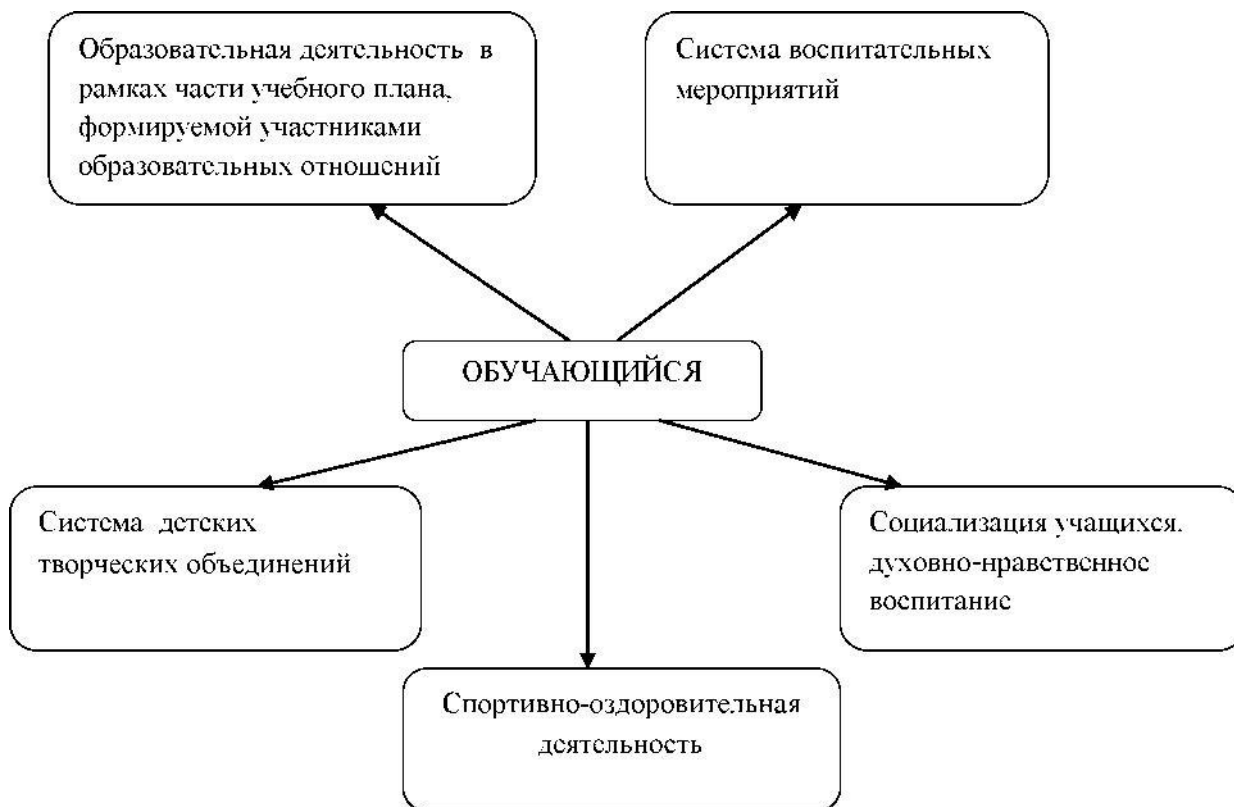 Образовательная деятельность в
рамках части учебного плана,
формируемой участниками
образовательных отношений
Система воспитательных
мероприятий
ОБУЧАЮЩИЙСЯ
Система детских
творческих объединений
Социализация учащихся.
духовно-нравственное
воспитание
Спортивно-оздоровительная
деятельность